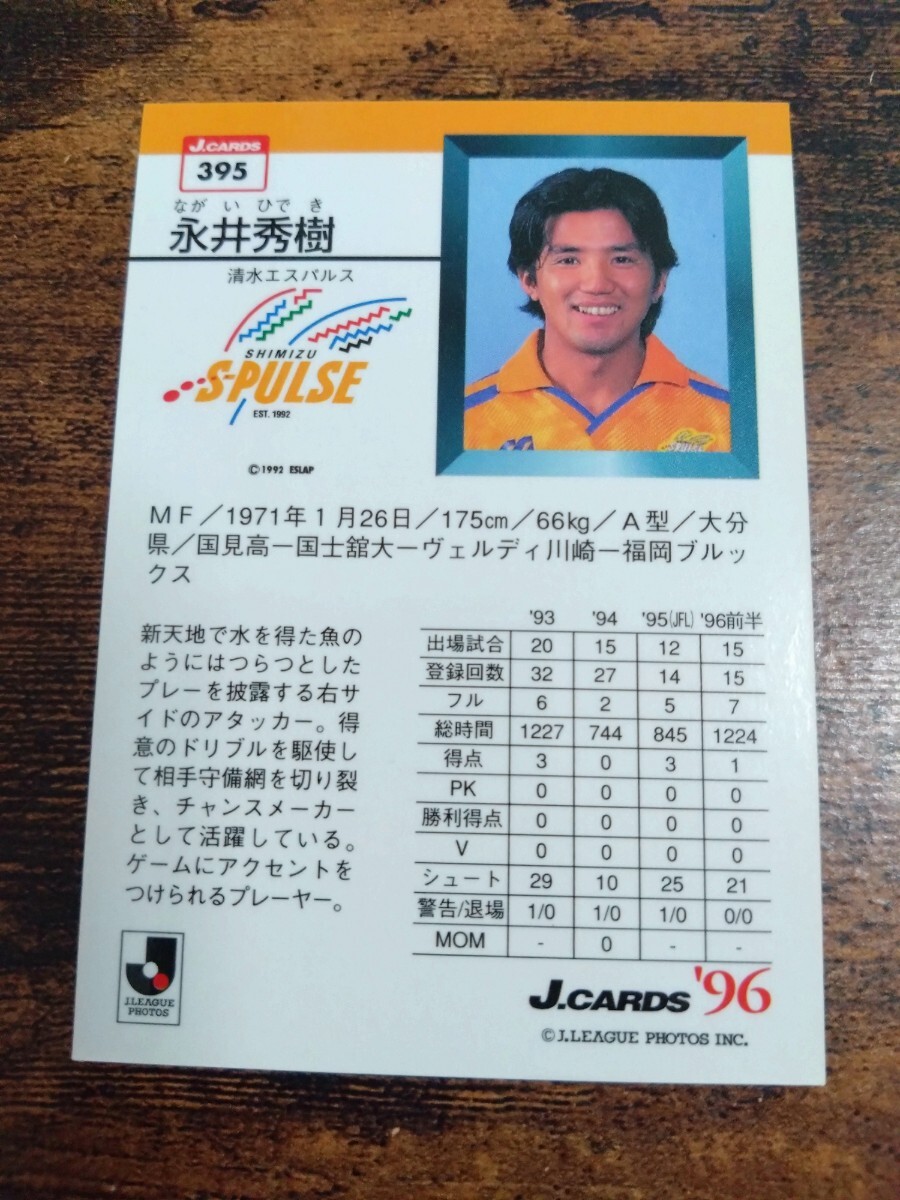 J.CARDS
395
なが い ひで き
永井秀樹
清水エスパルス
SHIMIZU
S-PULSE
EST. 1992
©1992 ESLAP
MF/1971年1月26日/175cm/66kg/A型/大分
県/国見高ー国士舘大ーヴェルディ川崎ー福岡ブルッ
クス
新天地で水を得た魚の
ようにはつらつとした
プレーを披露する右サ
イドのアタッカー。得
意のドリブルを駆使し
て相手守備網を切り裂
き、チャンスメーカー
として活躍している。
ゲームにアクセントを
つけられるプレーヤー。
'93 '94 '95(JFL) '96前半
出場試合 20 15 12 15
登録回数 32 27 14 15
フル 6 2 5 7
総時間 1227 744 845 1224
得点 3 0 3 1
PK 0 0 0 0
勝利得点 0 0 0 0
V 0 0 0 0
シュート 29 10 25 21
警告/退場 1/0 1/0 1/0 0/0
MOM - 0 - -
J.LEAGUE
PHOTOS
J.CARDS '96
©J.LEAGUE PHOTOS INC.